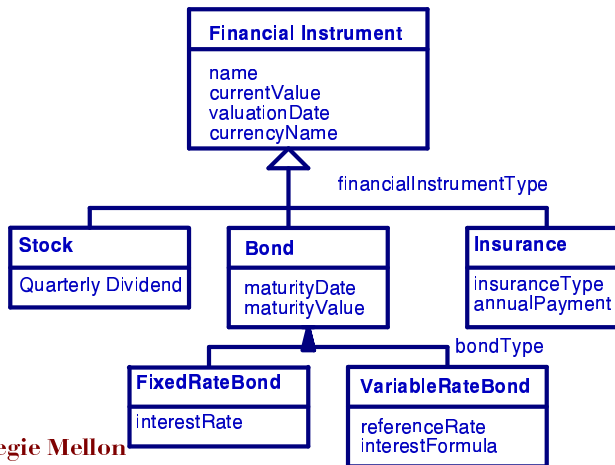 Financial Instrument
name
currentValue
valuationDate
currencyName
financialInstrumentType
Stock
Quarterly Dividend
Bond
maturityDate
maturityValue
Insurance
insuranceType
annualPayment
bondType
FixedRateBond
interestRate
VariableRateBond
referenceRate
interestFormula
egie Mellon